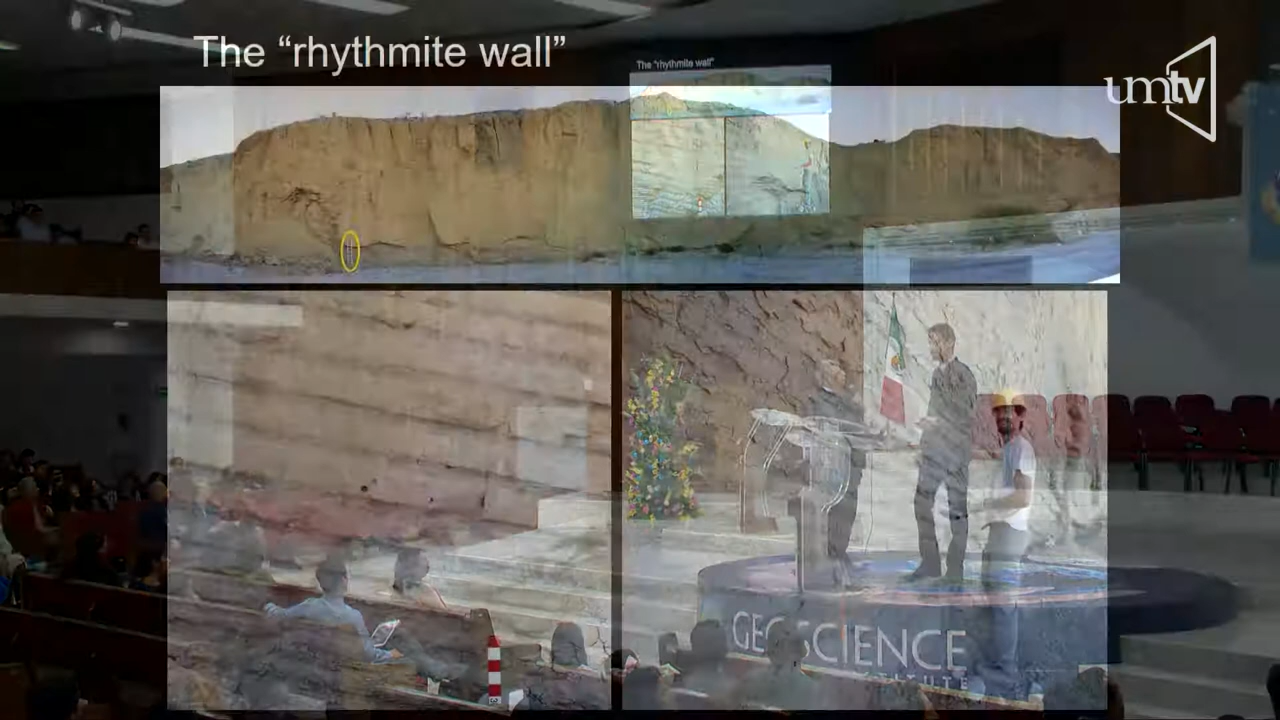 The “rhythmite wall”
The “rhythmite wall”
umtv
GEOSCIENCE